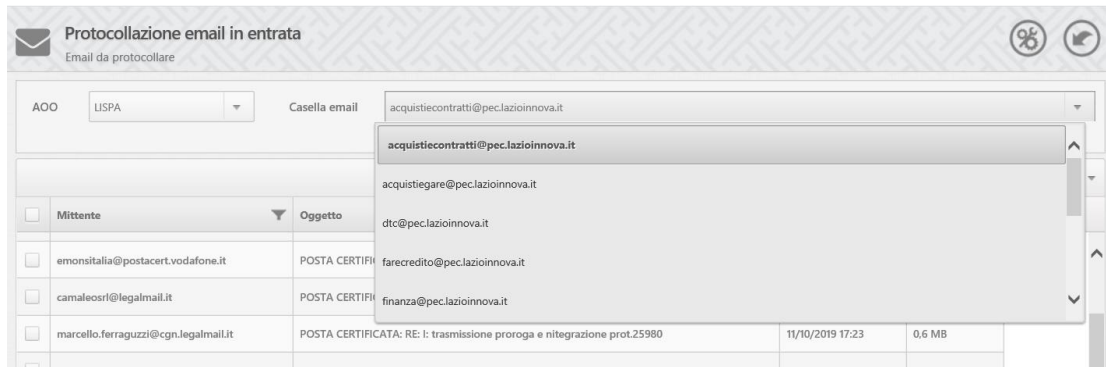 Protocollazione email in entrata
Email da protocollare
AOO LISPA Casella email acquistiecontratti@pec.lazioinnova.it
acquistiecontratti@pec.lazioinnova.it
acquistiegare@pec.lazioinnova.it
Mittente Oggetto
dtc@pec.lazioinnova.it
emonsitalia@postacert.vodafone.it POSTA CERTIFI
farecredito@pec.lazioinnova.it
camaleosrl@legalmail.it POSTA CERTIFI
finanza@pec.lazioinnova.it
marcello.ferraguzzi@cgn.legalmail.it POSTA CERTIFICATA: RE: I: trasmissione proroga e nitegrazione prot.25980 11/10/2019 17:23 0,6 MB